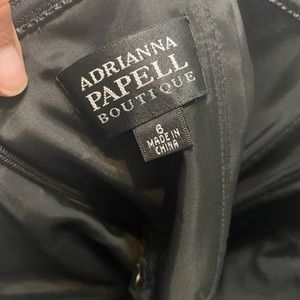 ADRIANNA
PAPELL
BOUTIQUE
6
MADE IN
CHINA